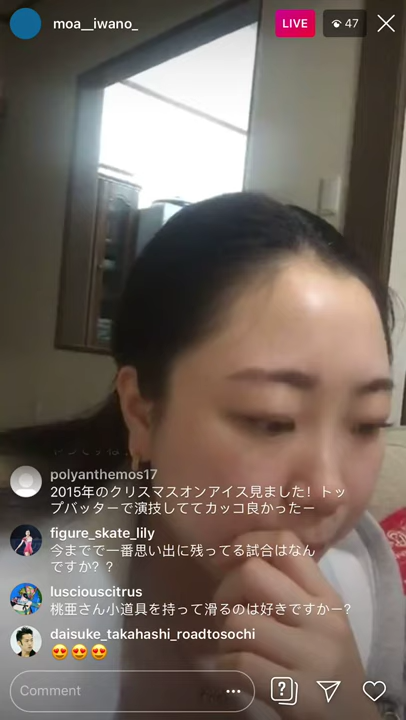 moa__iwano_
LIVE
47
polyanthemos17
2015年のクリスマスオンアイス見ました！トッ
プバッターで演技しててカッコ良かったー
figure_skate_lily
今までで一番思い出に残ってる試合はなん
ですか？？
lusciouscitrus
桃亜さん小道具を持って滑るのは好きですかー？
daisuke_takahashi_roadtosochi
😍😍😍
Comment